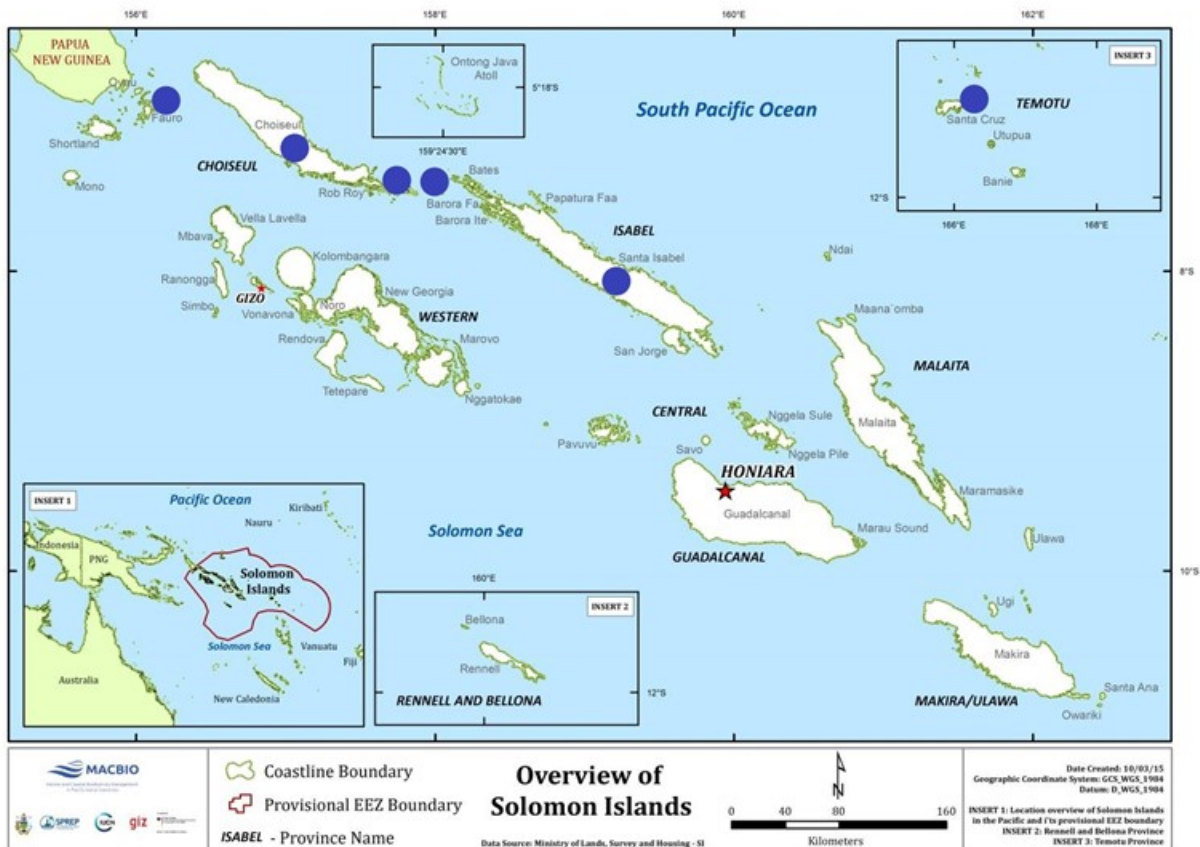 156°E
158°E
160°E
162°E
PAPUA
NEW GUINEA
Fauro
Shortland
Mono
Choiseul
CHOISEUL
Rob Roy
Ontong Java
Atoll
5°18'S
159°24'30"E
South Pacific Ocean
INSERT 3
TEMOTU
Santa Cruz
Utupua
Banie
12°S
166°E
168°E
Bates
Barora Fa
Barora Ite
Papatura Faa
ISABEL
Santa Isabel
San Jorge
Vella Lavella
Mbava
Ranongga
Simbo
GIZO
Kolombangara
Vonavona
Noro
New Georgia
WESTERN
Rendova
Marovo
Tetepare
Nggatokae
Ndai
8°S
Maana'omba
MALAITA
Malaita
Maramasike
CENTRAL
Nggela Sule
Nggela Pile
Pavuvu
Savo
HONIARA
Guadalcanal
Marau Sound
GUADALCANAL
Ulawa
10°S
Solomon Sea
INSERT 1
Pacific Ocean
Kiribati
Nauru
Indonesia
PNG
Solomon
Islands
Solomon Sea
Vanuatu
Fiji
Australia
New Caledonia
160°E
INSERT 2
Bellona
Rennell
12°S
RENNELL AND BELLONA
Ugi
Makira
Santa Ana
Owariki
MAKIRA/ULAWA
MACBIO
SPREP
IUCN
giz
Coastline Boundary
Provisional EEZ Boundary
ISABEL - Province Name
Overview of
Solomon Islands
Data Source: Ministry of Lands, Survey and Housing - SI
N
0 40 80 160
Kilometers
Date Created: 10/03/15
Geographic Coordinate System: GCS_WGS_1984
Datum: D_WGS_1984
INSERT 1: Location overview of Solomon Islands
in the Pacific and i'ts provisional EEZ boundary
INSERT 2: Rennell and Bellona Province
INSERT 3: Temotu Province